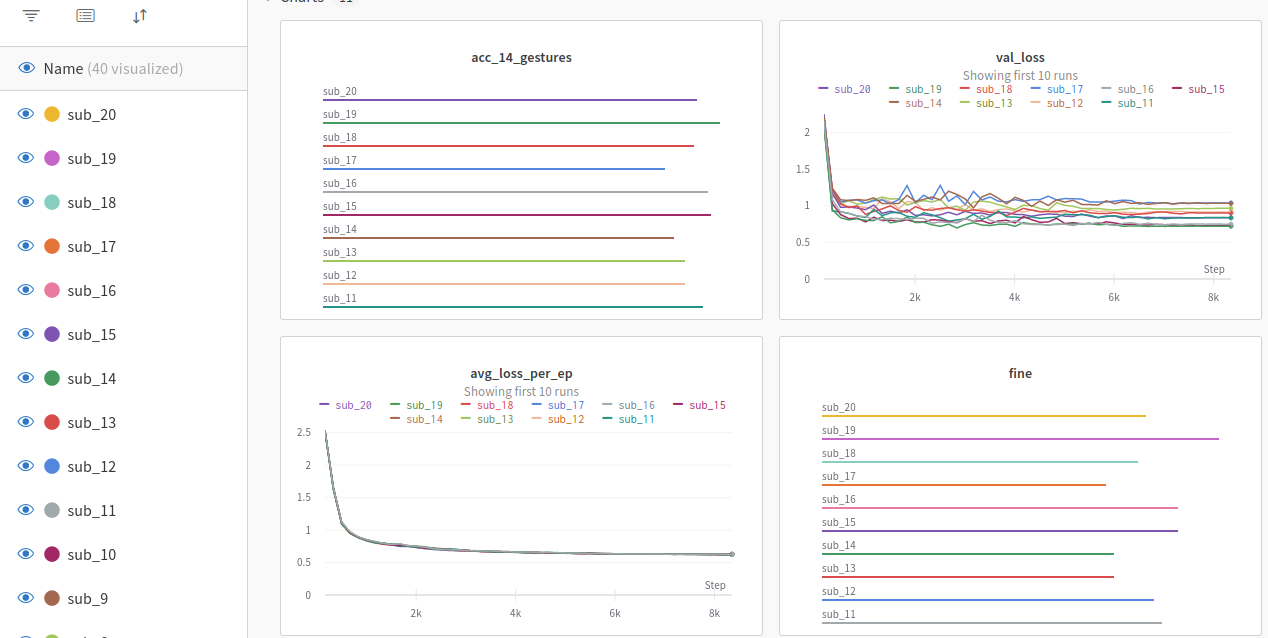 Charts 11
Name (40 visualized)
sub_20
sub_19
sub_18
sub_17
sub_16
sub_15
sub_14
sub_13
sub_12
sub_11
sub_10
sub_9
acc_14_gestures
sub_20
sub_19
sub_18
sub_17
sub_16
sub_15
sub_14
sub_13
sub_12
sub_11
val_loss
Showing first 10 runs
sub_20 sub_19 sub_18 sub_17 sub_16 sub_15
sub_14 sub_13 sub_12 sub_11
2
1.5
1
0.5
0
Step
2k 4k 6k 8k
avg_loss_per_ep
Showing first 10 runs
sub_20 sub_19 sub_18 sub_17 sub_16 sub_15
sub_14 sub_13 sub_12 sub_11
2.5
2
1.5
1
0.5
0
Step
2k 4k 6k 8k
fine
sub_20
sub_19
sub_18
sub_17
sub_16
sub_15
sub_14
sub_13
sub_12
sub_11